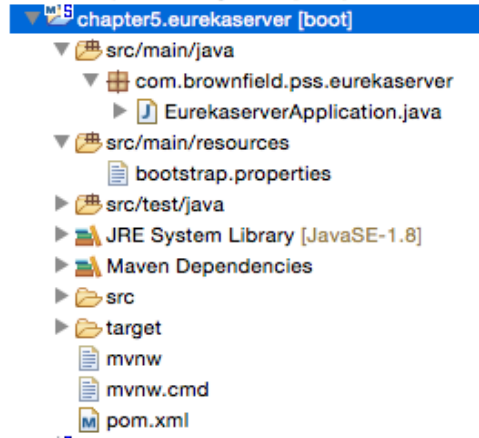 chapter5.eurekaserver [boot]
src/main/java
com.brownfield.pss.eurekaserver
EurekaserverApplication.java
src/main/resources
bootstrap.properties
src/test/java
JRE System Library [JavaSE-1.8]
Maven Dependencies
src
target
mvnw
mvnw.cmd
pom.xml